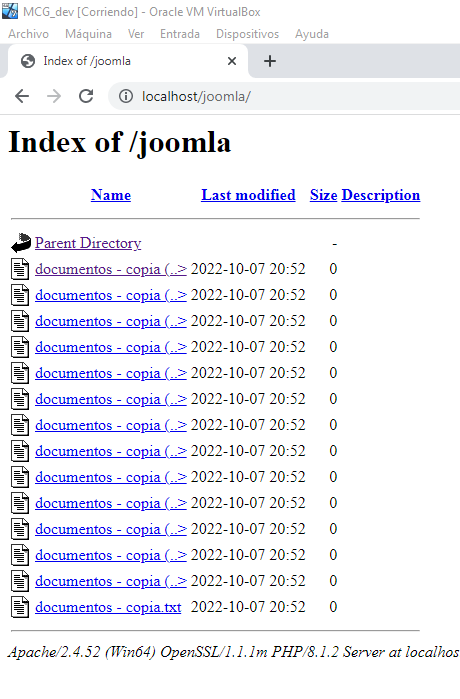 MCG_dev [Corriendo] - Oracle VM VirtualBox
Archivo Máquina Ver Entrada Dispositivos Ayuda
Index of /joomla
localhost/joomla/
Index of /joomla
Name Last modified Size Description
Parent Directory -
documentos - copia (..> 2022-10-07 20:52 0
documentos - copia (..> 2022-10-07 20:52 0
documentos - copia (..> 2022-10-07 20:52 0
documentos - copia (..> 2022-10-07 20:52 0
documentos - copia (..> 2022-10-07 20:52 0
documentos - copia (..> 2022-10-07 20:52 0
documentos - copia (..> 2022-10-07 20:52 0
documentos - copia (..> 2022-10-07 20:52 0
documentos - copia (..> 2022-10-07 20:52 0
documentos - copia (..> 2022-10-07 20:52 0
documentos - copia (..> 2022-10-07 20:52 0
documentos - copia (..> 2022-10-07 20:52 0
documentos - copia (..> 2022-10-07 20:52 0
documentos - copia.txt 2022-10-07 20:52 0
Apache/2.4.52 (Win64) OpenSSL/1.1.1m PHP/8.1.2 Server at localhos